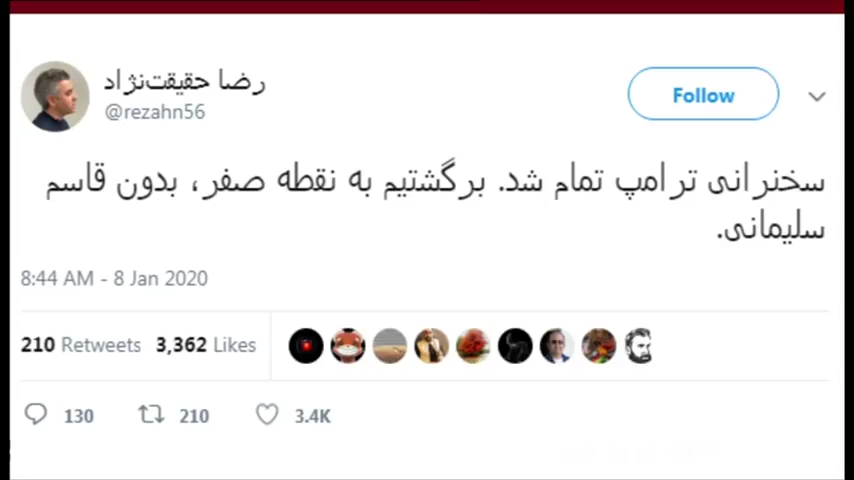 رضا حقیقت‌نژاد
@rezahn56
Follow
سخنرانی ترامپ تمام شد. برگشتیم به نقطه صفر، بدون قاسم
سلیمانی.
8:44 AM - 8 Jan 2020
210 Retweets 3,362 Likes
130 210 3.4K